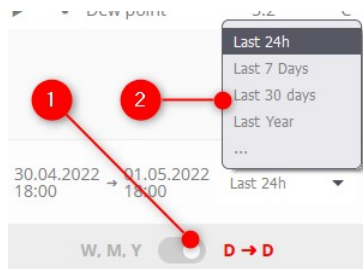 Dew point 5.2 C
Last 24h
Last 7 Days
Last 30 days
Last Year
...
1
2
30.04.2022 → 01.05.2022
18:00 18:00
Last 24h
W, M, Y D → D